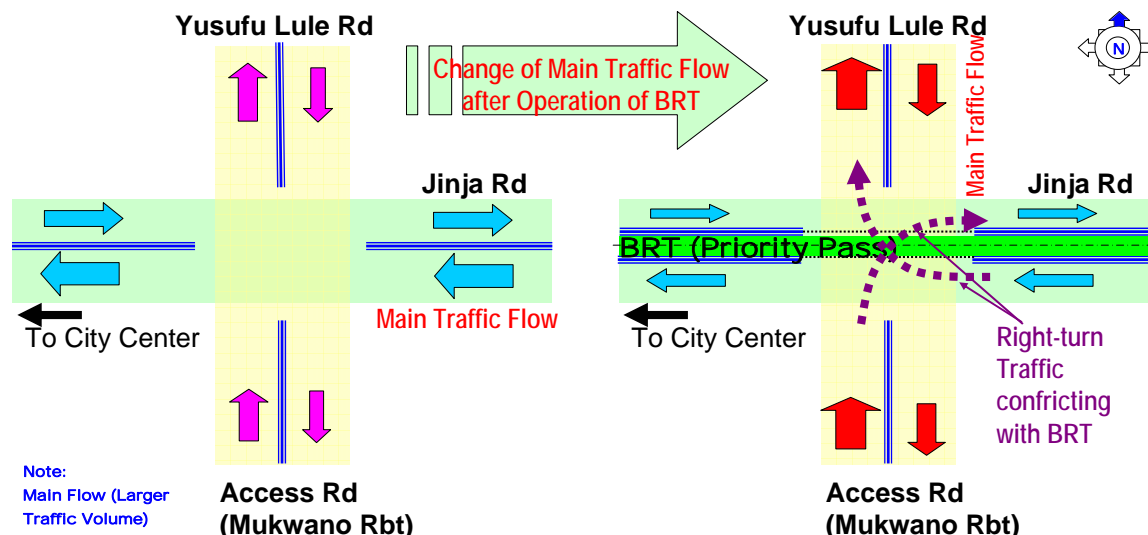 Yusufu Lule Rd
Change of Main Traffic Flow
after Operation of BRT
Jinja Rd
To City Center
Main Traffic Flow
Note:
Main Flow (Larger
Traffic Volume)
Access Rd
(Mukwano Rbt)
Yusufu Lule Rd
Main Traffic Flow
N
Jinja Rd
BRT (Priority Pass)
To City Center
Right-turn
Traffic
confricting
with BRT
Access Rd
(Mukwano Rbt)